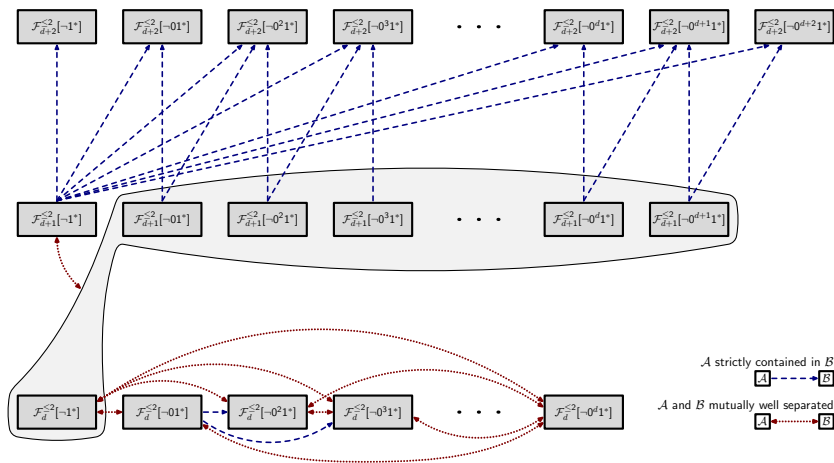 $\mathcal{F}_{d+2}^{\leq 2}[\neg 1^*]$ $\mathcal{F}_{d+2}^{\leq 2}[\neg 01^*]$ $\mathcal{F}_{d+2}^{\leq 2}[\neg 0^2 1^*]$ $\mathcal{F}_{d+2}^{\leq 2}[\neg 0^3 1^*]$ · · · $\mathcal{F}_{d+2}^{\leq 2}[\neg 0^d 1^*]$ $\mathcal{F}_{d+2}^{\leq 2}[\neg 0^{d+1} 1^*]$ $\mathcal{F}_{d+2}^{\leq 2}[\neg 0^{d+2} 1^*]$
$\mathcal{F}_{d+1}^{\leq 2}[\neg 1^*]$ $\mathcal{F}_{d+1}^{\leq 2}[\neg 01^*]$ $\mathcal{F}_{d+1}^{\leq 2}[\neg 0^2 1^*]$ $\mathcal{F}_{d+1}^{\leq 2}[\neg 0^3 1^*]$ · · · $\mathcal{F}_{d+1}^{\leq 2}[\neg 0^d 1^*]$ $\mathcal{F}_{d+1}^{\leq 2}[\neg 0^{d+1} 1^*]$
$\mathcal{F}_{d}^{\leq 2}[\neg 1^*]$ $\mathcal{F}_{d}^{\leq 2}[\neg 01^*]$ $\mathcal{F}_{d}^{\leq 2}[\neg 0^2 1^*]$ $\mathcal{F}_{d}^{\leq 2}[\neg 0^3 1^*]$ · · · $\mathcal{F}_{d}^{\leq 2}[\neg 0^d 1^*]$
$\mathcal{A}$ strictly contained in $\mathcal{B}$
$\mathcal{A}$ $\mathcal{B}$
$\mathcal{A}$ and $\mathcal{B}$ mutually well separated
$\mathcal{A}$ $\mathcal{B}$